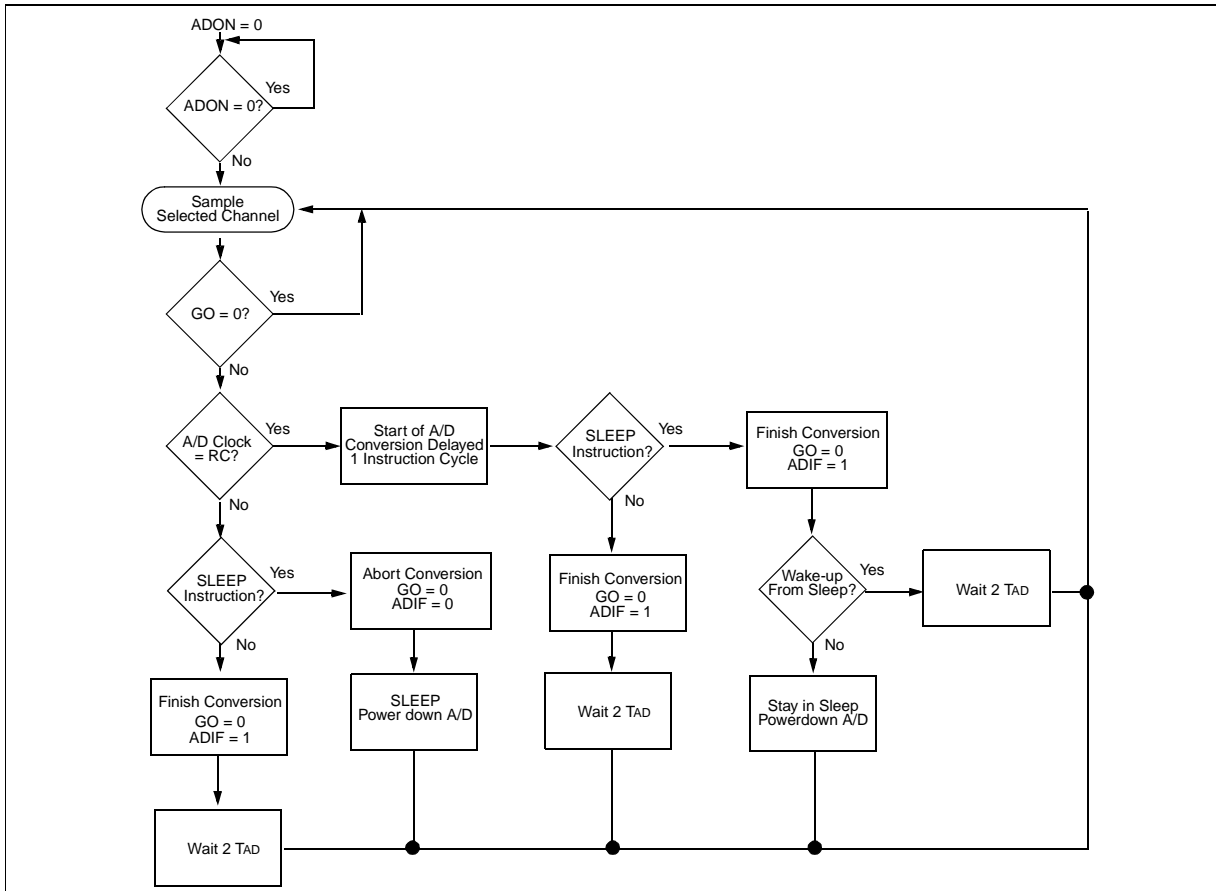 ADON = 0
Yes
ADON = 0?
No
Sample
Selected Channel
Yes
GO = 0?
No
A/D Clock
= RC?
Yes
Start of A/D
Conversion Delayed
1 Instruction Cycle
SLEEP
Instruction?
Yes
Finish Conversion
GO = 0
ADIF = 1
No
No
SLEEP
Instruction?
Yes
Abort Conversion
GO = 0
ADIF = 0
Finish Conversion
GO = 0
ADIF = 1
Wake-up
From Sleep?
Yes
Wait 2 TAD
No
No
Finish Conversion
GO = 0
ADIF = 1
SLEEP
Power down A/D
Wait 2 TAD
Stay in Sleep
Powerdown A/D
Wait 2 TAD